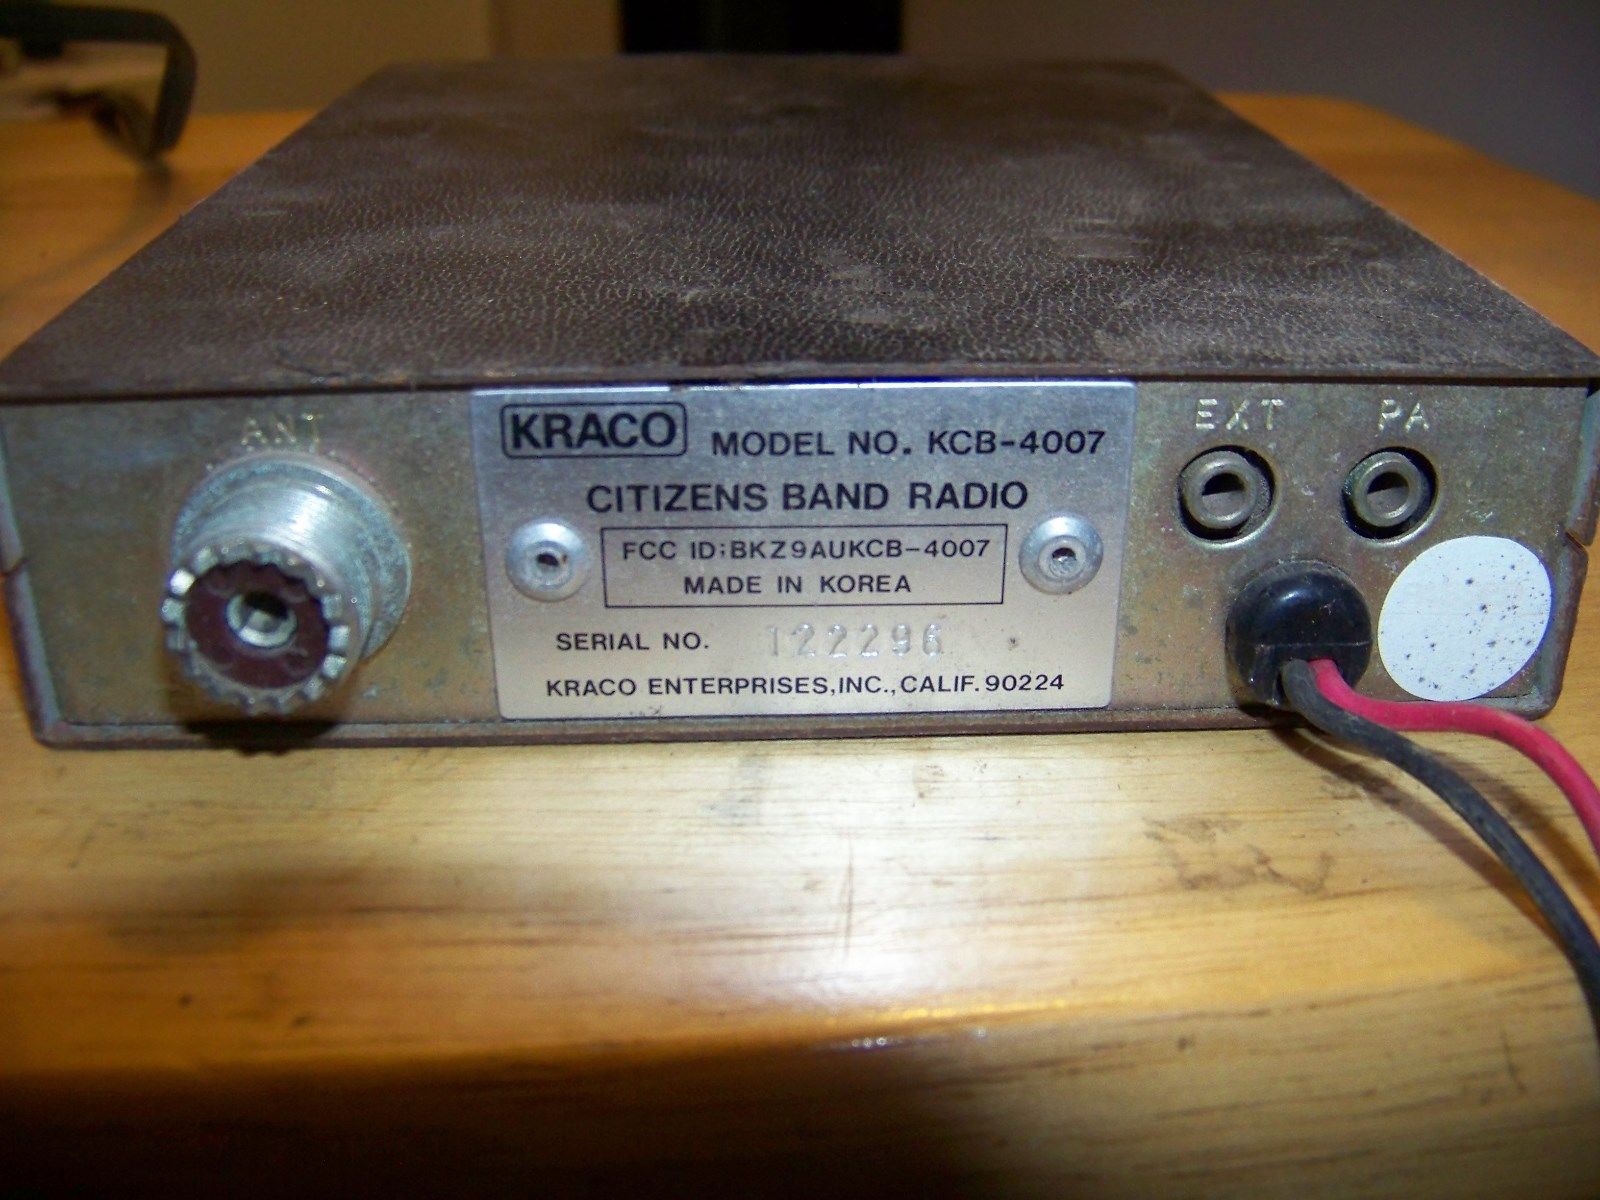 ANT
KRACO MODEL NO. KCB-4007
CITIZENS BAND RADIO
FCC ID:BKZ9AUKCB-4007
MADE IN KOREA
SERIAL NO. 122296
KRACO ENTERPRISES,INC.,CALIF.90224
EXT PA